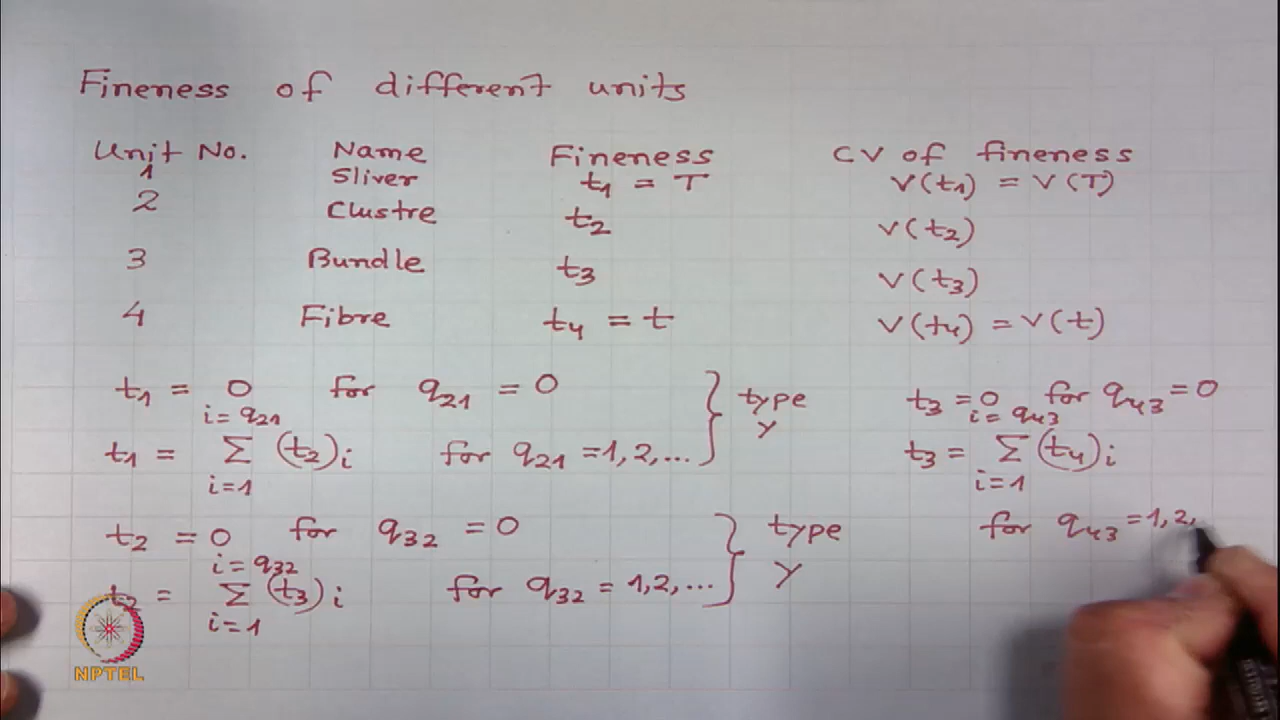 Fineness of different units
Unit No. Name Fineness CV of fineness
1 Sliver t₁ = T V(t₁) = V(T)
2 Clustre t₂ V(t₂)
3 Bundle t₃ V(t₃)
4 Fibre t₄ = t V(t₄) = V(t)
t₁ = 0 for q₂₁ = 0
i = q₂₁
t₁ = Σ (t₂)ᵢ for q₂₁ = 1, 2, ...
i = 1
} type
Y
t₂ = 0 for q₃₂ = 0
i = q₃₂
t₂ = Σ (t₃)ᵢ for q₃₂ = 1, 2, ...
i = 1
} type
Y
t₃ = 0 for q₄₃ = 0
i = q₄₃
t₃ = Σ (t₄)ᵢ
i = 1
for q₄₃ = 1, 2,
NPTEL